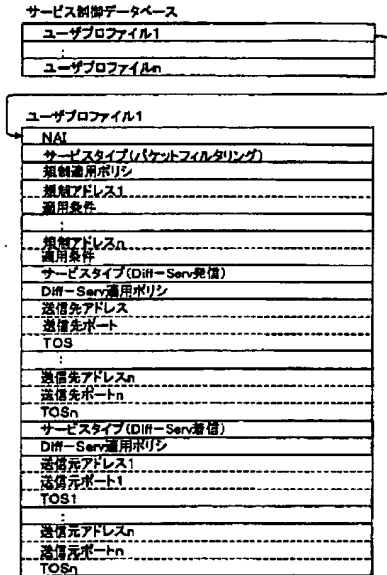 サービス制御データベース
ユーザプロファイル1
:
ユーザプロファイルn
ユーザプロファイル1
NAI
サービスタイプ(パケットフィルタリング)
規制適用ポリシ
規制アドレス1
適用条件
:
規制アドレスn
適用条件
サービスタイプ(Diff-Serv発信)
Diff-Serv適用ポリシ
送信先アドレス
送信先ポート
TOS
:
送信先アドレスn
送信先ポートn
TOSn
サービスタイプ(Diff-Serv着信)
Diff-Serv適用ポリシ
送信元アドレス1
送信元ポート1
TOS1
:
送信元アドレスn
送信元ポートn
TOSn